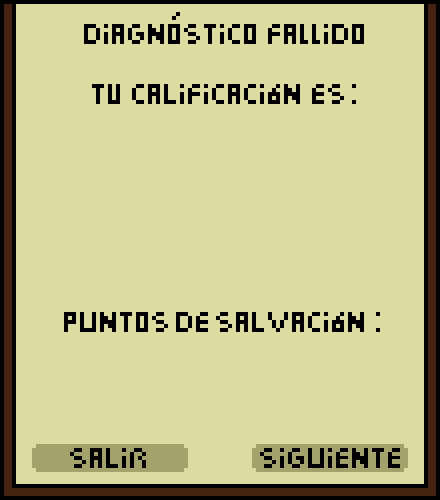 DIAGNÓSTICO FALLIDO
TU CALIFICACIÓN ES:
PUNTOS DE SALVACIÓN :
SALIR
SIGUIENTE